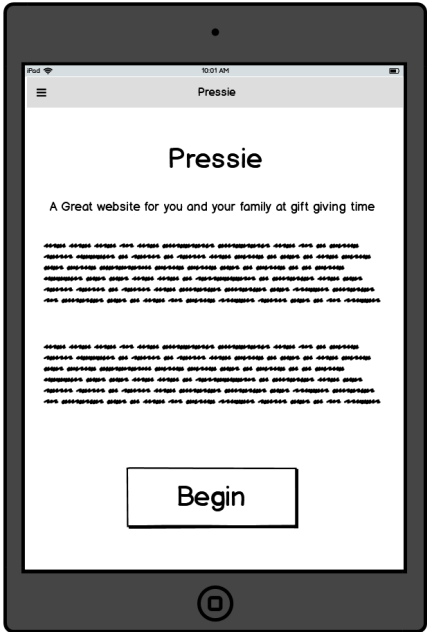 iPad
10:01 AM
Pressie
Pressie
A Great website for you and your family at gift giving time
Begin